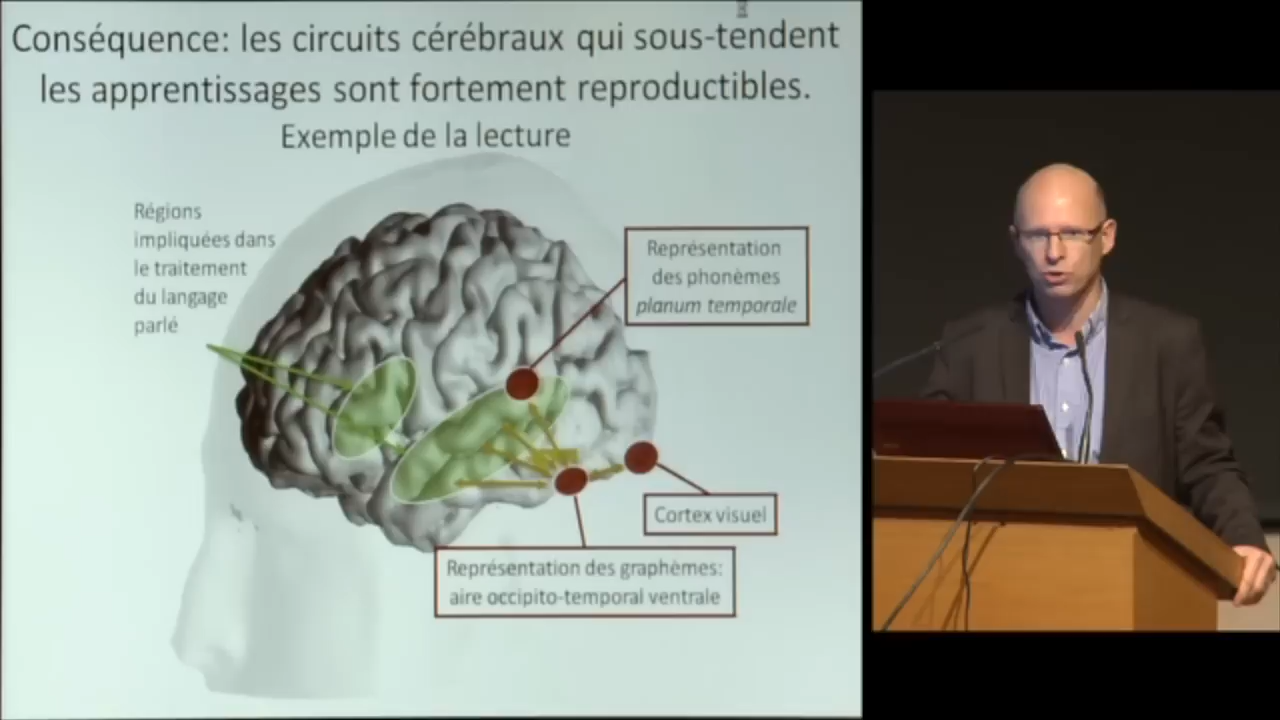 Conséquence: les circuits cérébraux qui sous-tendent
les apprentissages sont fortement reproductibles.
Exemple de la lecture
Régions
impliquées dans
le traitement
du langage
parlé
Représentation
des phonèmes
planum temporale
Cortex visuel
Représentation des graphèmes:
aire occipito-temporal ventrale